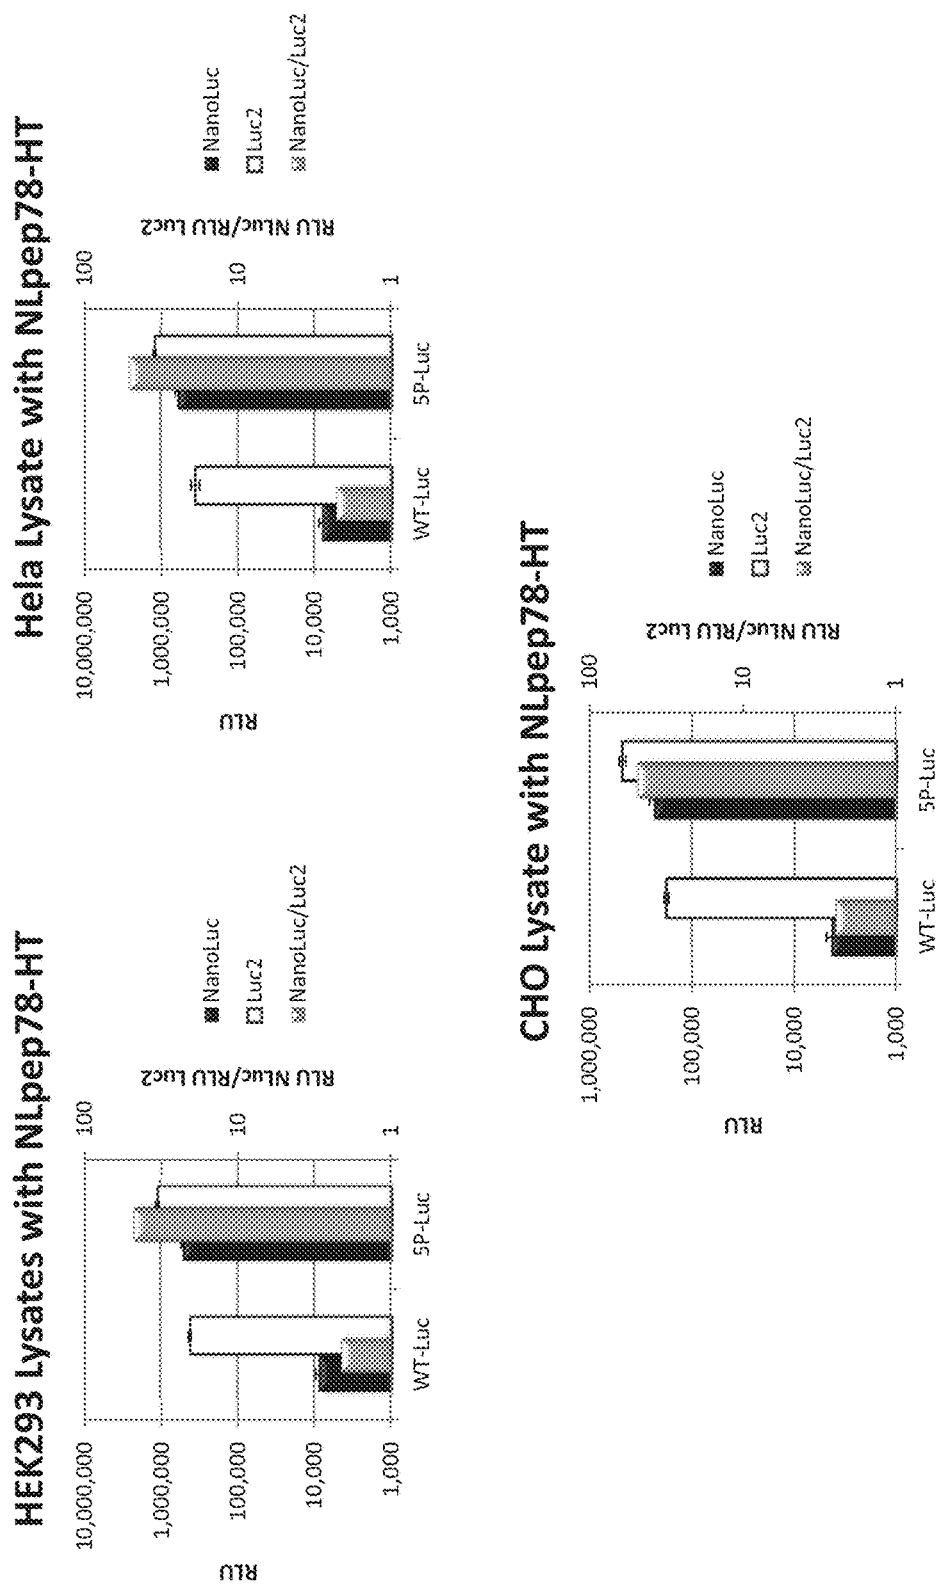 HEK293 Lysates with NLpep78-HT
RLU
10,000,000
1,000,000
100,000
10,000
1,000
WT-Luc
5P-Luc
100
10
1
RLU NLuc/RLU Luc2
NanoLuc
Luc2
NanoLuc/Luc2
Hela Lysate with NLpep78-HT
RLU
10,000,000
1,000,000
100,000
10,000
1,000
WT-Luc
5P-Luc
100
10
1
RLU NLuc/RLU Luc2
NanoLuc
Luc2
NanoLuc/Luc2
CHO Lysate with NLpep78-HT
RLU
1,000,000
100,000
10,000
1,000
WT-Luc
5P-Luc
100
10
1
RLU NLuc/RLU Luc2
NanoLuc
Luc2
NanoLuc/Luc2